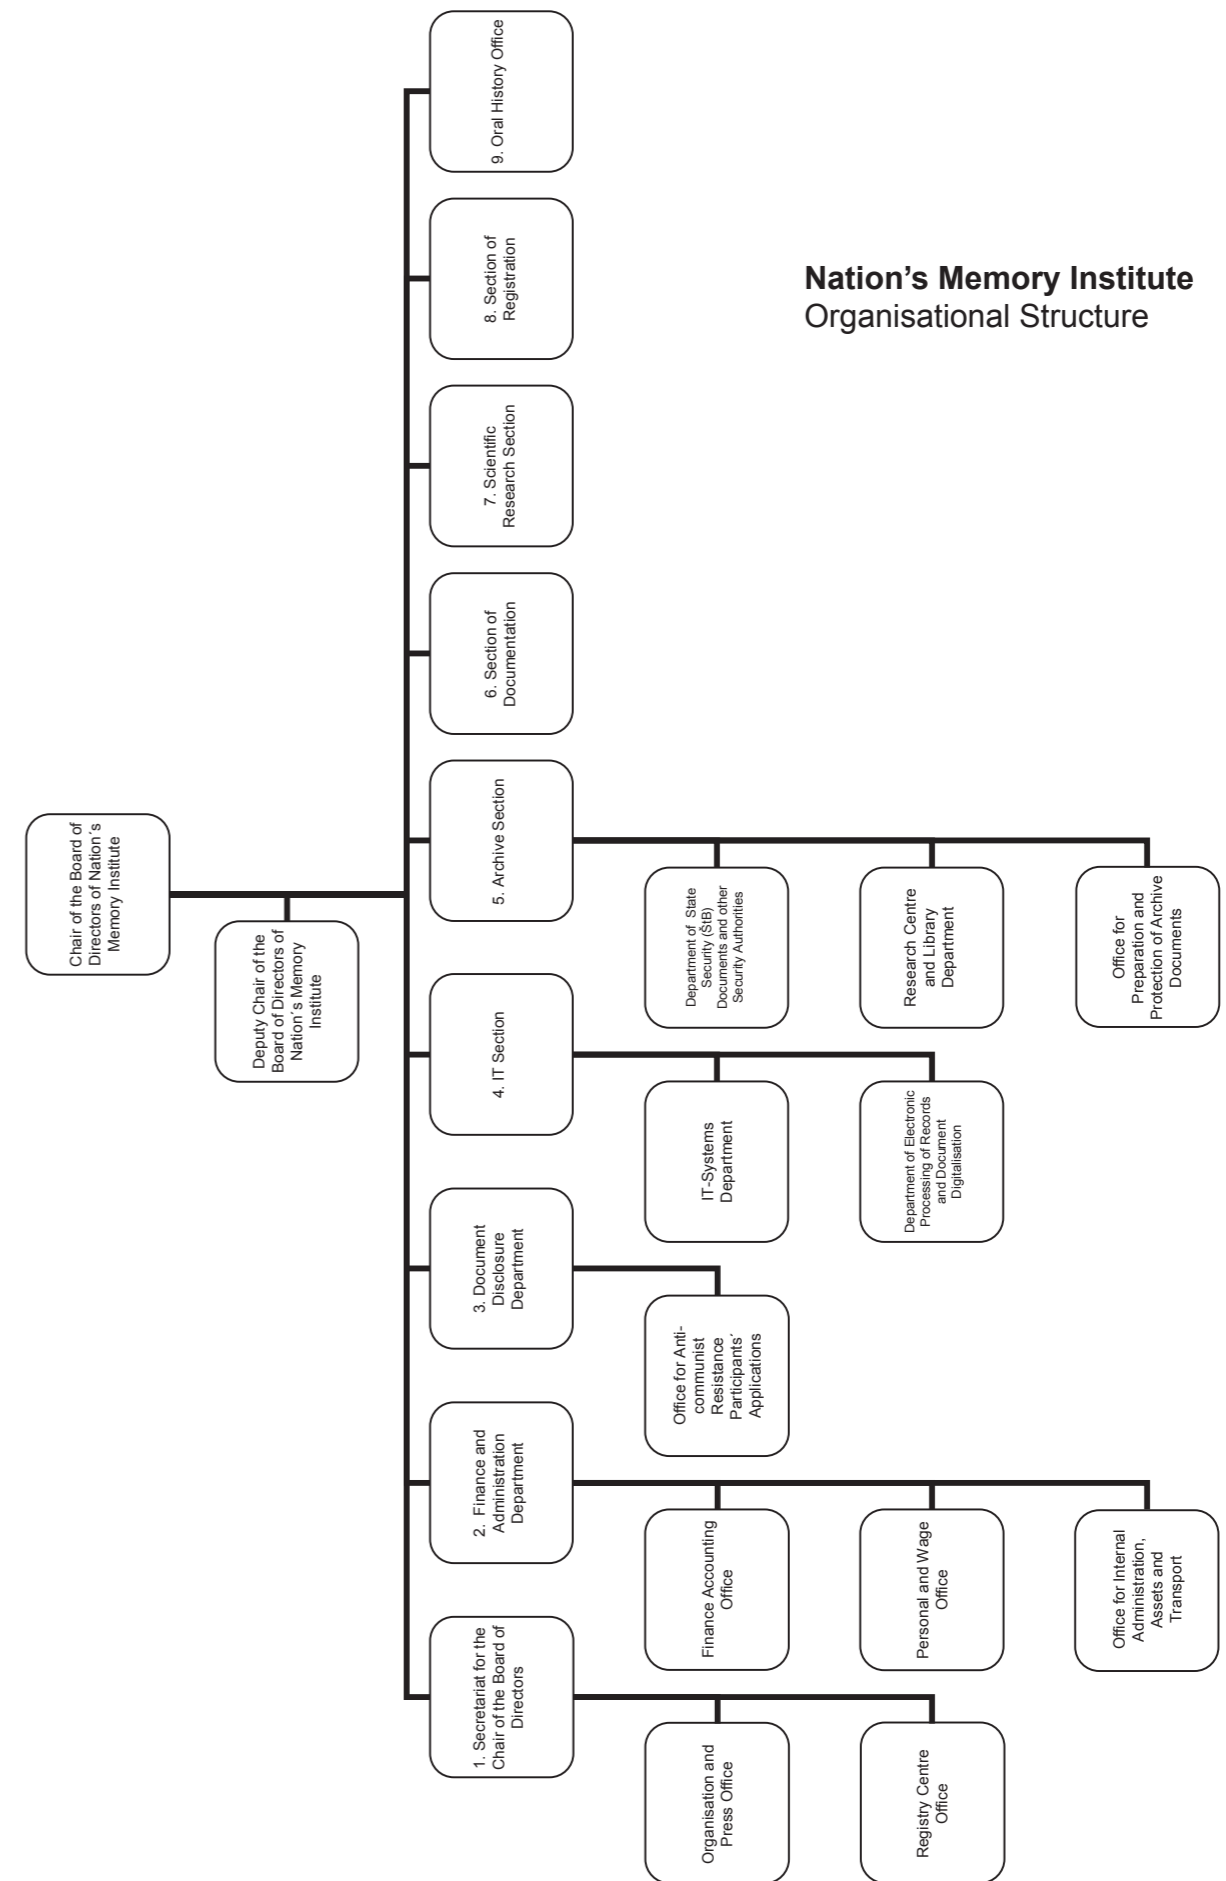 Nation’s Memory Institute
Organisational Structure
Chair of the Board of
Directors of Nation´s
Memory Institute
Deputy Chair of the
Board of Directors of
Nation´s Memory
Institute
1. Secretariat for the
Chair of the Board of
Directors
Organisation and
Press Office
Registry Centre
Office
2. Finance and
Administration
Department
Finance Accounting
Office
Personal and Wage
Office
Office for Internal
Administration,
Assets and
Transport
3. Document
Disclosure
Department
Office for Anti-
communist
Resistance
Participants´
Applications
4. IT Section
IT-Systems
Department
Department of Electronic
Processing of Records
and Document
Digitalisation
5. Archive Section
Department of State
Security (ŠtB)
Documents and other
Security Authorities
Research Centre
and Library
Department
Office for
Preparation and
Protection of Archive
Documents
6. Section of
Documentation
7. Scientific
Research Section
8. Section of
Registration
9. Oral History Office